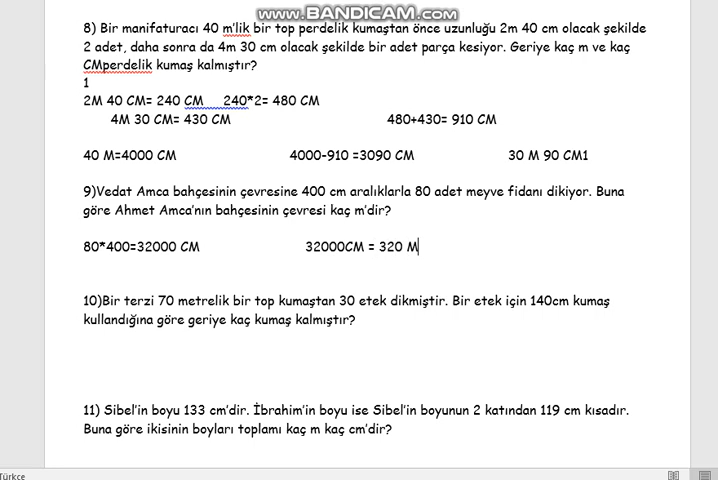 www.BANDICAM.com
8) Bir manifaturacı 40 m'lik bir top perdelik kumaştan önce uzunluğu 2m 40 cm olacak şekilde
2 adet, daha sonra da 4m 30 cm olacak şekilde bir adet parça kesiyor. Geriye kaç m ve kaç
CMperdelik kumaş kalmıştır?
1
2M 40 CM= 240 CM 240*2= 480 CM
4M 30 CM= 430 CM 480+430= 910 CM
40 M=4000 CM 4000-910 =3090 CM 30 M 90 CM1
9)Vedat Amca bahçesinin çevresine 400 cm aralıklarla 80 adet meyve fidanı dikiyor. Buna
göre Ahmet Amca'nın bahçesinin çevresi kaç m'dir?
80*400=32000 CM 32000CM = 320 M
10)Bir terzi 70 metrelik bir top kumaştan 30 etek dikmiştir. Bir etek için 140cm kumaş
kullandığına göre geriye kaç kumaş kalmıştır?
11) Sibel'in boyu 133 cm'dir. İbrahim'in boyu ise Sibel'in boyunun 2 katından 119 cm kısadır.
Buna göre ikisinin boyları toplamı kaç m kaç cm'dir?
Türkçe